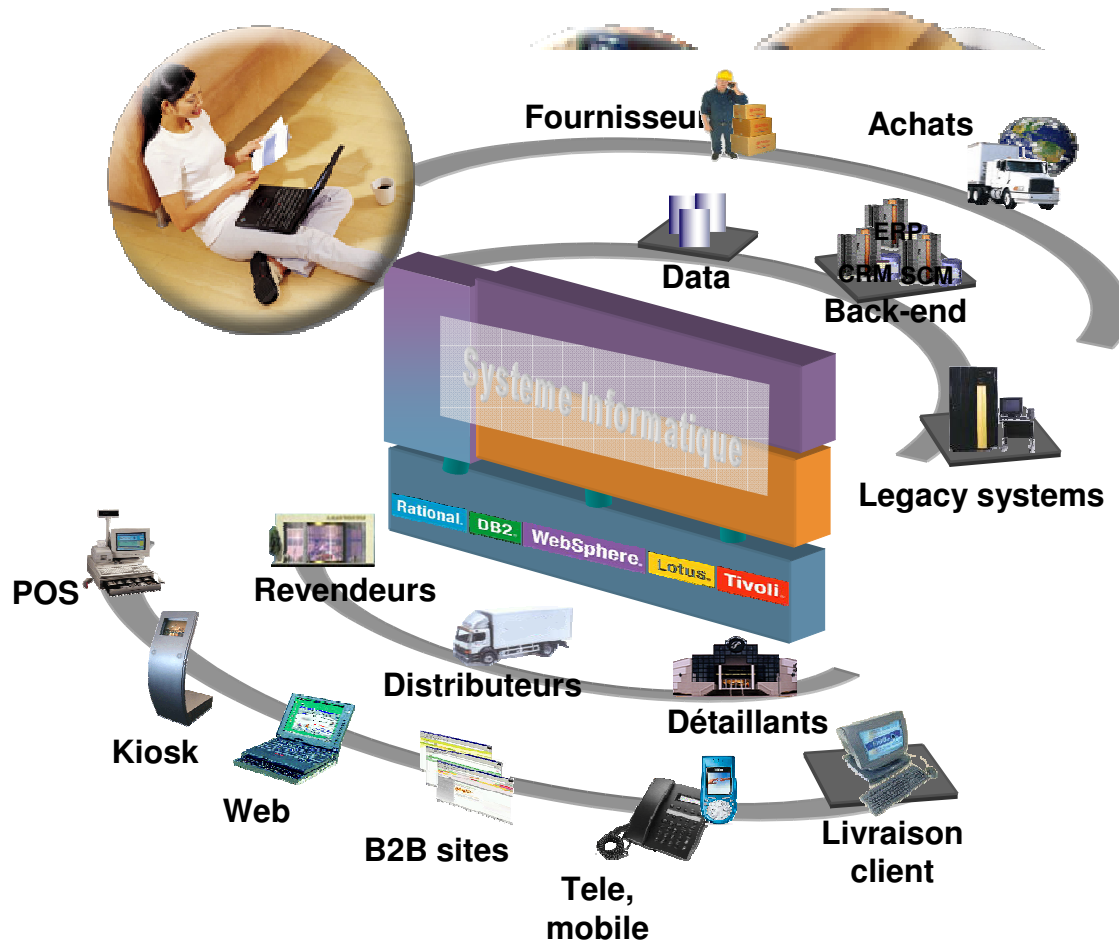 Fournisseur
Achats
ERP
CRM SCM
Data
Back-end
Systeme Informatique
Legacy systems
Rational. DB2. WebSphere. Lotus. Tivoli.
POS
Revendeurs
Distributeurs
Détaillants
Kiosk
Web
B2B sites
Tele,
mobile
Livraison
client